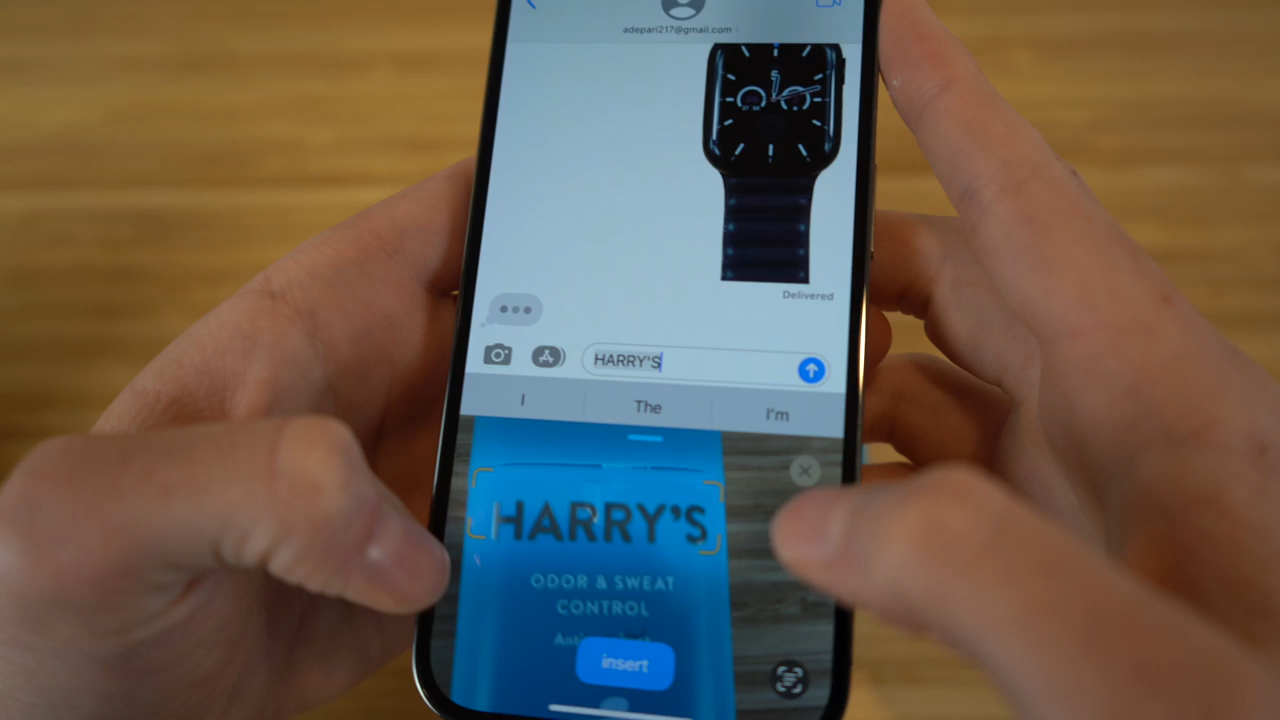 adepari217@gmail.com
Delivered
HARRY'S
I
The
I'm
HARRY'S
ODOR & SWEAT
CONTROL
insert